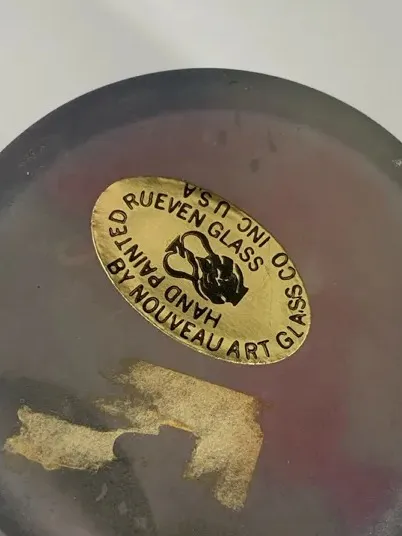 RUEVEN GLASS
HAND PAINTED
BY NOUVEAU ART GLASS CO INC U.S.A